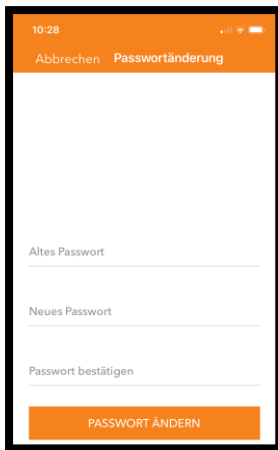 10:28
Abbrechen Passwortänderung
Altes Passwort
Neues Passwort
Passwort bestätigen
PASSWORT ÄNDERN